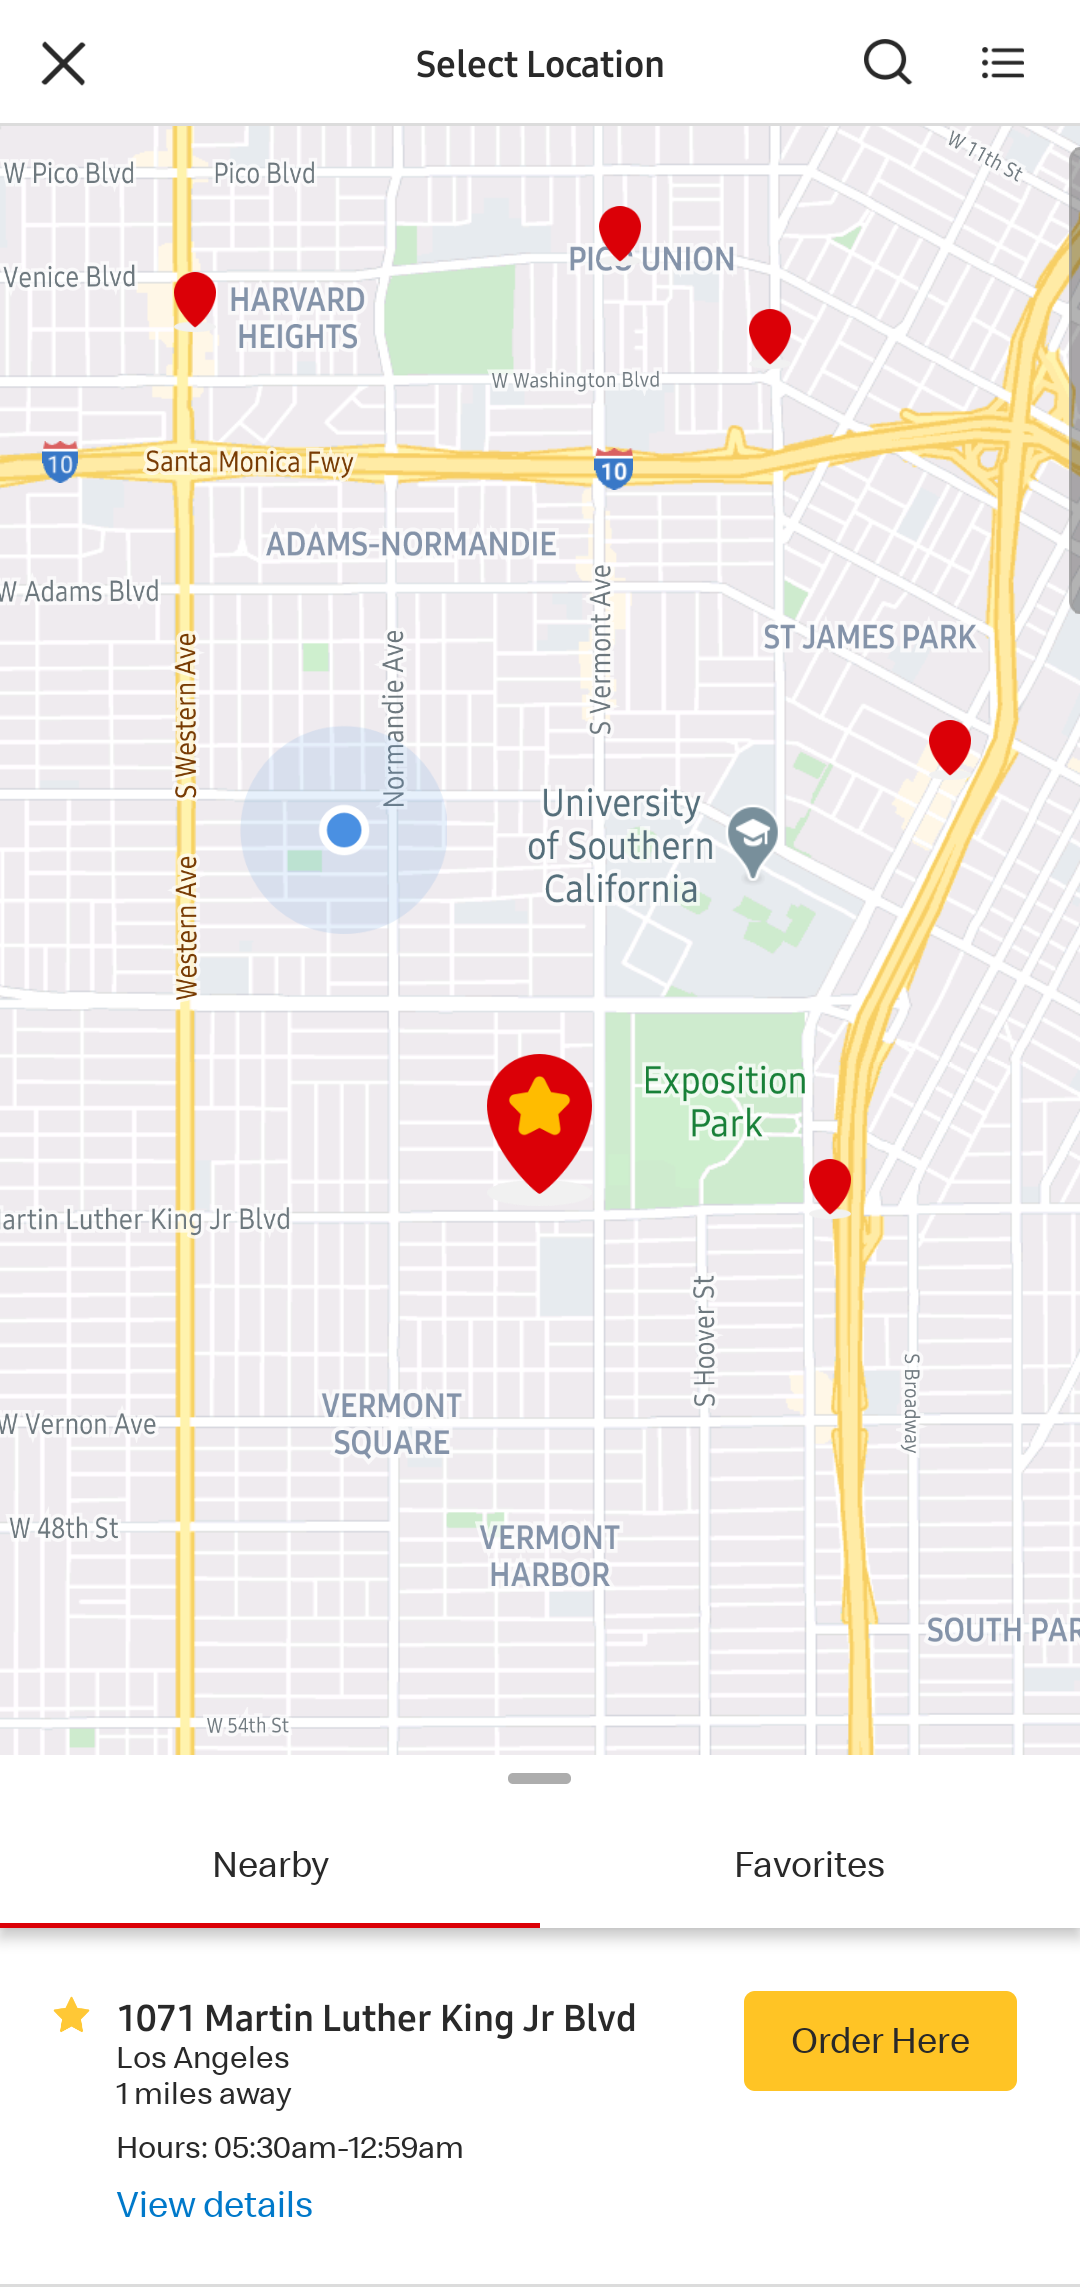 Select Location
W 11th St
W Pico Blvd
Pico Blvd
PICO UNION
Venice Blvd
HARVARD
HEIGHTS
W Washington Blvd
10
Santa Monica Fwy
10
ADAMS-NORMANDIE
W Adams Blvd
S Western Ave
Normandie Ave
S Vermont Ave
ST JAMES PARK
University
of Southern
California
Western Ave
Exposition
Park
artin Luther King Jr Blvd
S Hoover St
S Broadway
VERMONT
SQUARE
W Vernon Ave
W 48th St
VERMONT
HARBOR
SOUTH PAR
W 54th St
Nearby
Favorites
1071 Martin Luther King Jr Blvd
Order Here
Los Angeles
1 miles away
Hours: 05:30am-12:59am
View details